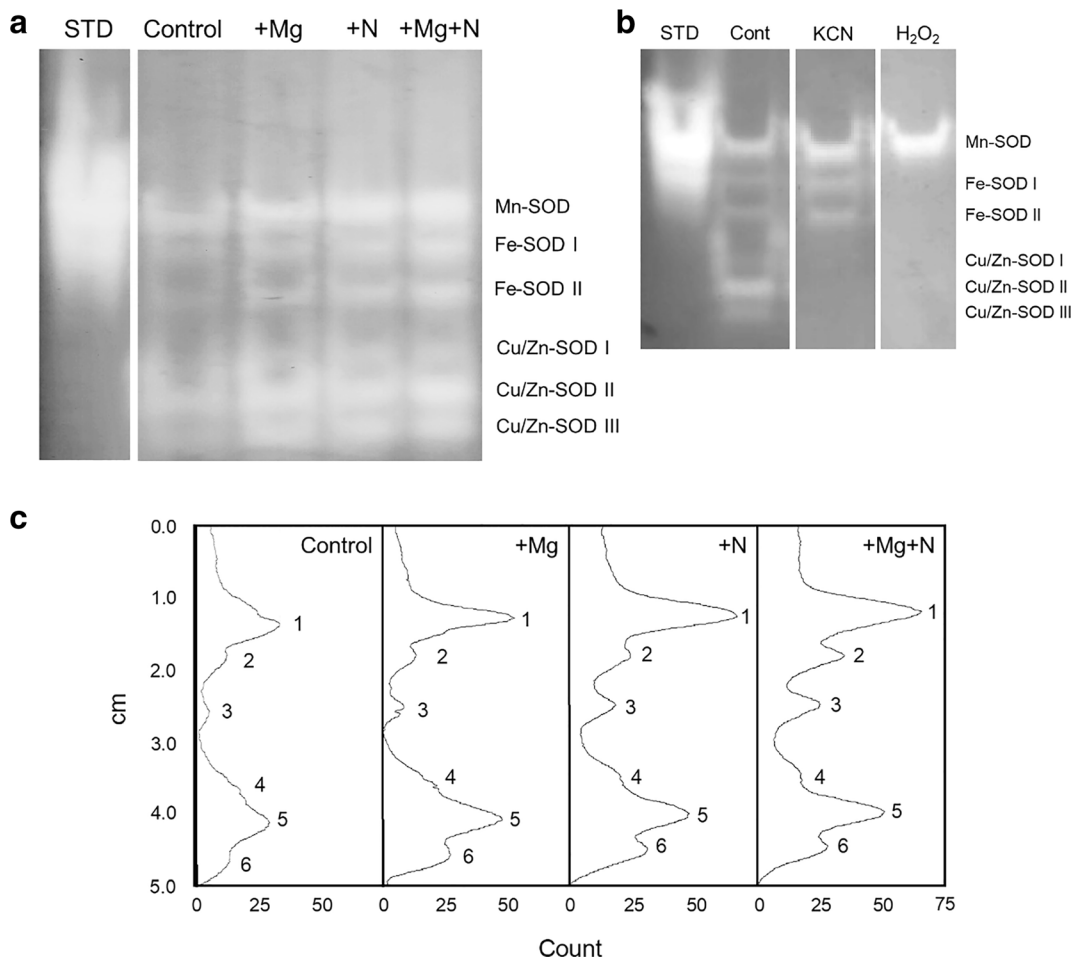 a
STD Control +Mg +N +Mg+N
Mn-SOD
Fe-SOD I
Fe-SOD II
Cu/Zn-SOD I
Cu/Zn-SOD II
Cu/Zn-SOD III
b
STD Cont KCN H₂O₂
Mn-SOD
Fe-SOD I
Fe-SOD II
Cu/Zn-SOD I
Cu/Zn-SOD II
Cu/Zn-SOD III
c
cm
0.0
1.0
2.0
3.0
4.0
5.0
Control
1
2
3
4
5
6
+Mg
1
2
3
4
5
6
+N
1
2
3
4
5
6
+Mg+N
1
2
3
4
5
6
0 25 50 0 25 50 0 25 50 0 25 50 75
Count